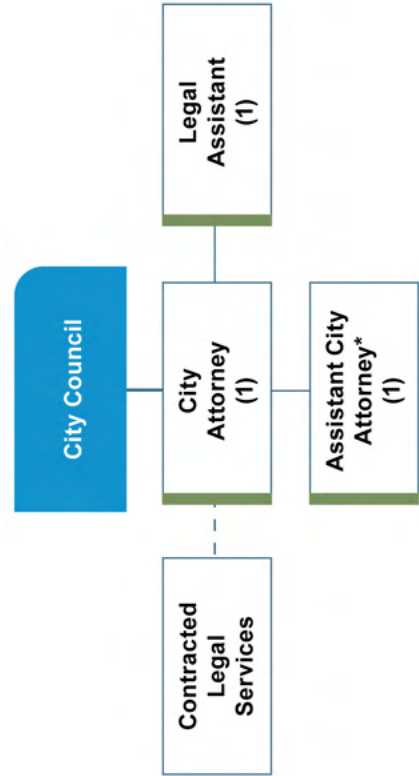 City Council
Contracted
Legal
Services
City
Attorney
(1)
Legal
Assistant
(1)
Assistant City
Attorney*
(1)